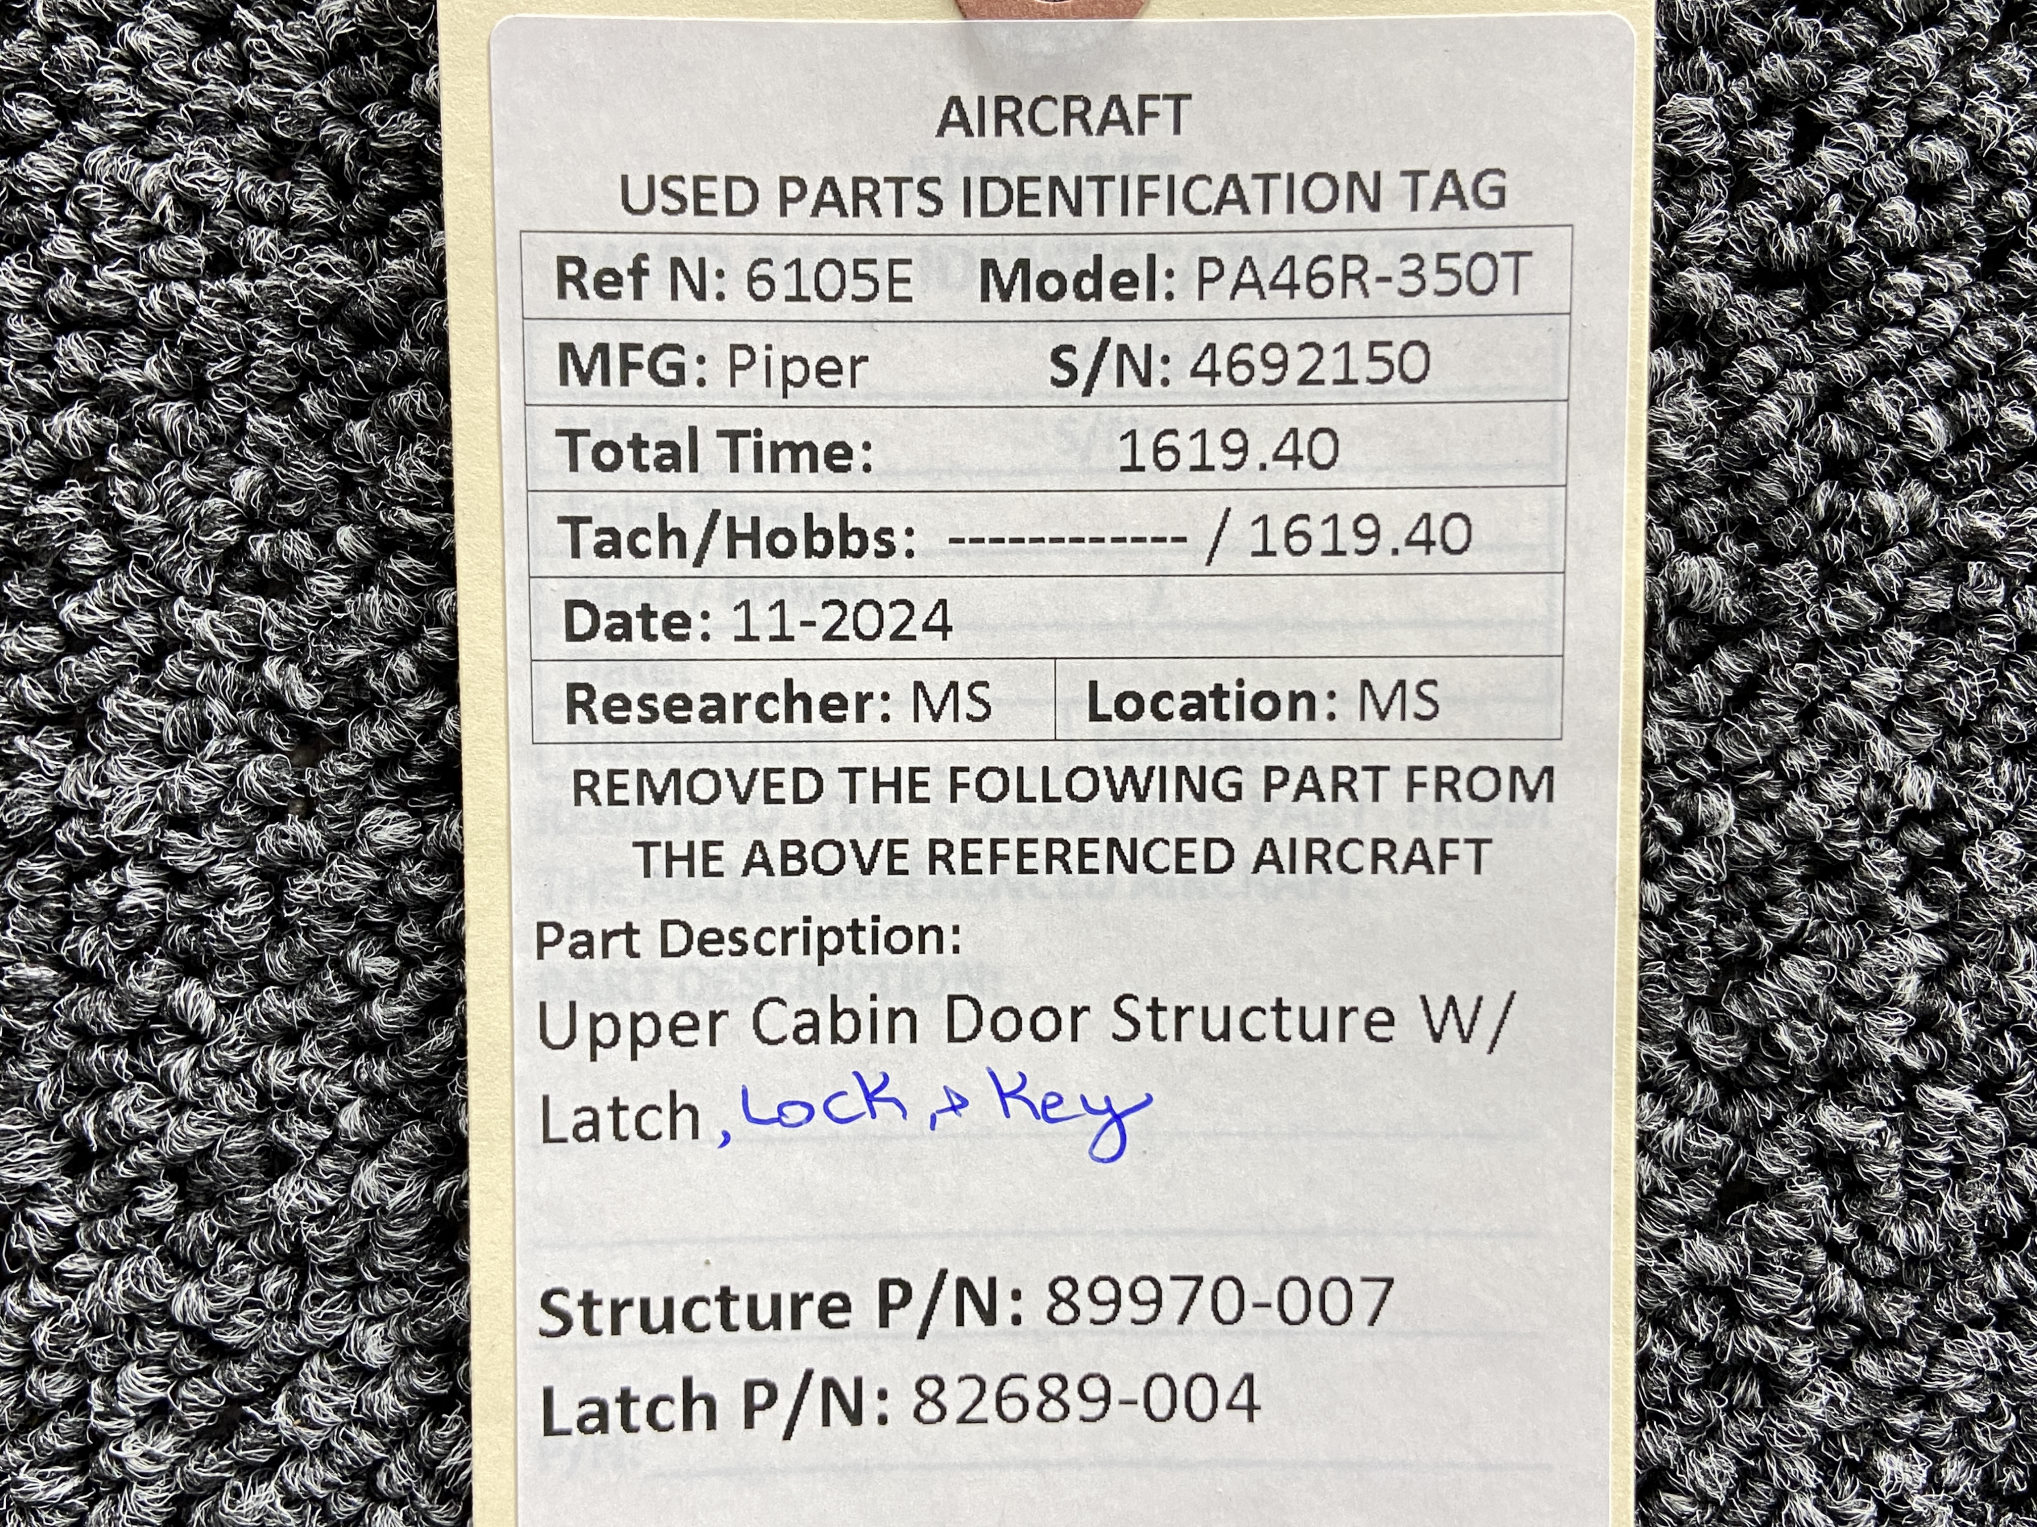 AIRCRAFT
USED PARTS IDENTIFICATION TAG
Ref N: 6105E Model: PA46R-350T
MFG: Piper S/N: 4692150
Total Time: 1619.40
Tach/Hobbs: ------------ / 1619.40
Date: 11-2024
Researcher: MS Location: MS
REMOVED THE FOLLOWING PART FROM
THE ABOVE REFERENCED AIRCRAFT
Part Description:
Upper Cabin Door Structure W/
Latch, Lock, + Key
Structure P/N: 89970-007
Latch P/N: 82689-004